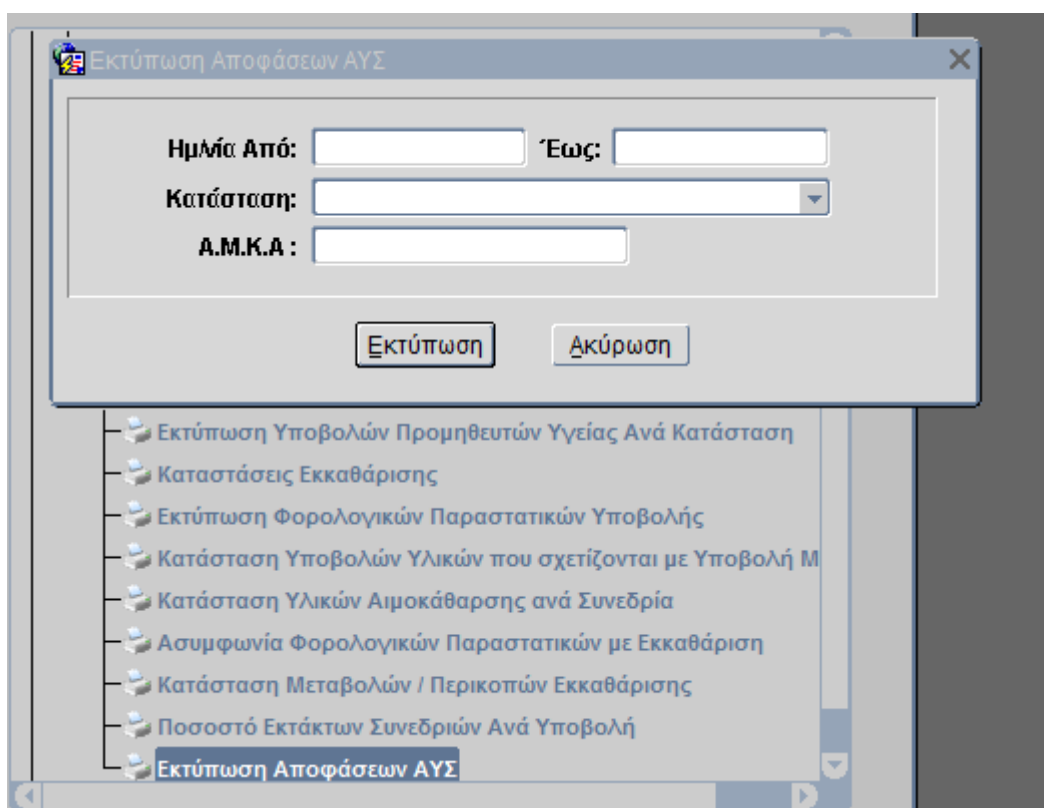 Εκτύπωση Αποφάσεων ΑΥΣ
Ημ/νία Από: Έως:
Κατάσταση:
Α.Μ.Κ.Α :
Εκτύπωση Ακύρωση
Εκτύπωση Υποβολών Προμηθευτών Υγείας Ανά Κατάσταση
Καταστάσεις Εκκαθάρισης
Εκτύπωση Φορολογικών Παραστατικών Υποβολής
Κατάσταση Υποβολών Υλικών που σχετίζονται με Υποβολή Μ
Κατάσταση Υλικών Αιμοκάθαρσης ανά Συνεδρία
Ασυμφωνία Φορολογικών Παραστατικών με Εκκαθάριση
Κατάσταση Μεταβολών / Περικοπών Εκκαθάρισης
Ποσοστό Εκτάκτων Συνεδριών Ανά Υποβολή
Εκτύπωση Αποφάσεων ΑΥΣ